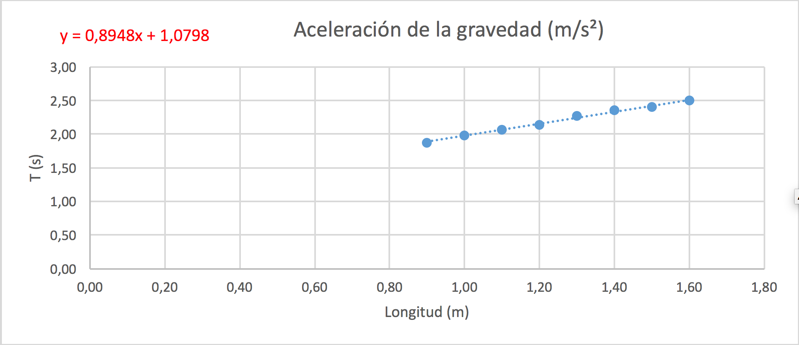 y = 0,8948x + 1,0798
Aceleración de la gravedad (m/s²)
3,00
2,50
2,00
1,50
1,00
0,50
0,00
T (s)
0,00 0,20 0,40 0,60 0,80 1,00 1,20 1,40 1,60 1,80
Longitud (m)